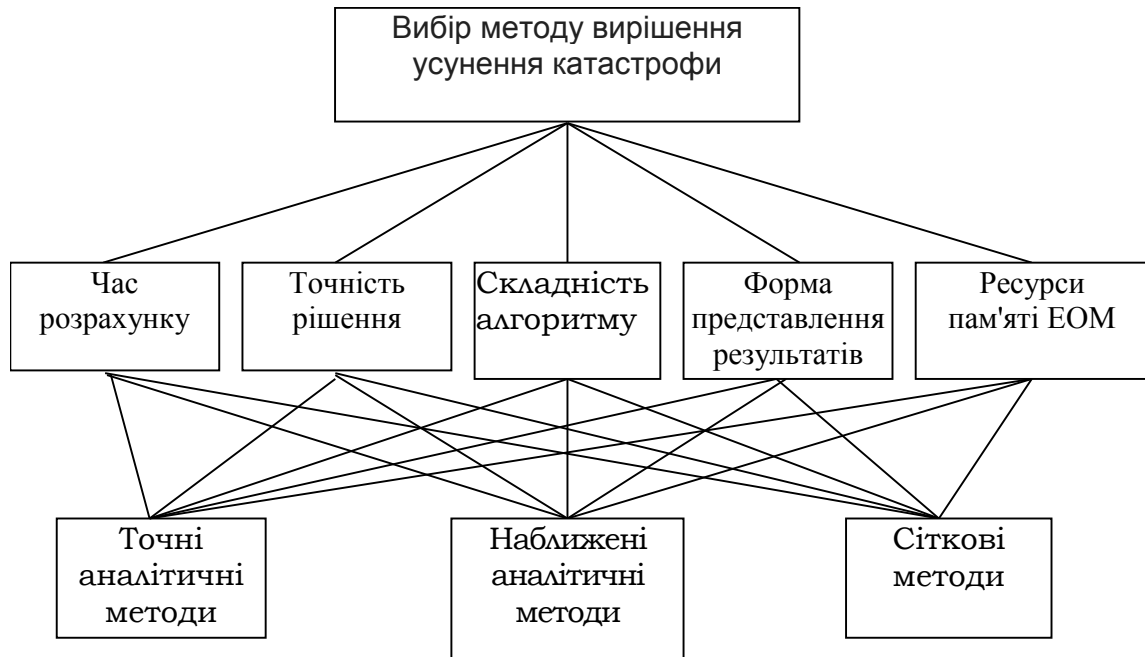 Вибір методу вирішення
усунення катастрофи
Час
розрахунку
Точність
рішення
Складність
алгоритму
Форма
представлення
результатів
Ресурси
пам'яті ЕОМ
Точні
аналітичні
методи
Наближені
аналітичні
методи
Сіткові
методи